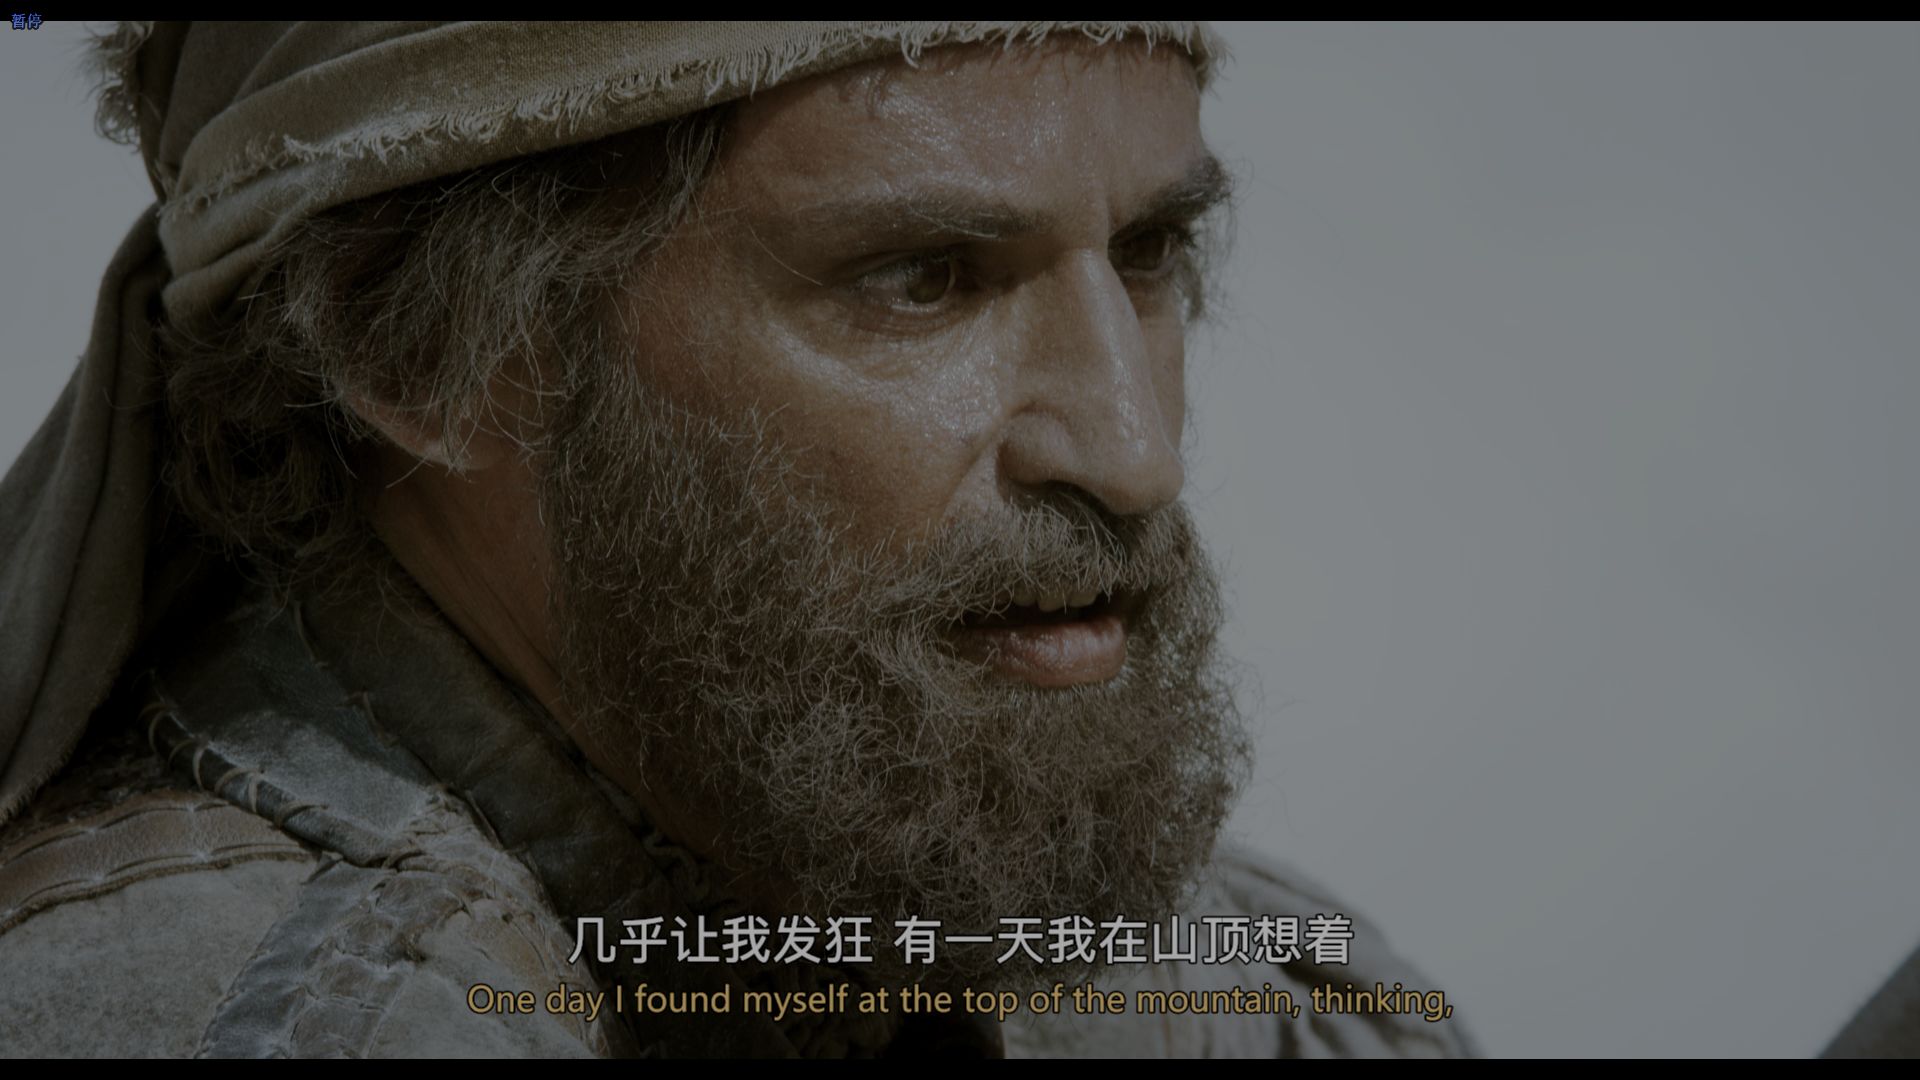 暂停
几乎让我发狂 有一天我在山顶想着
One day I found myself at the top of the mountain, thinking,